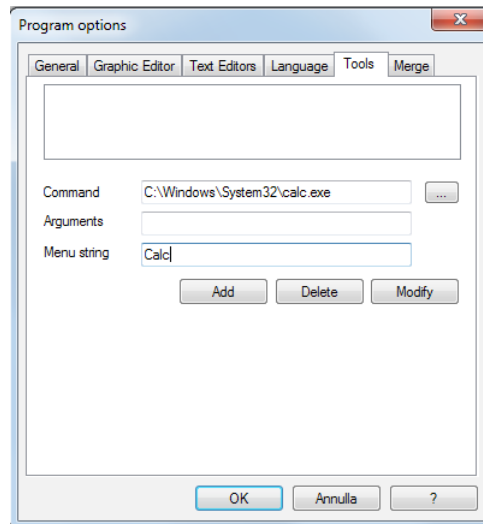 Program options
General Graphic Editor Text Editors Language Tools Merge
Command C:\Windows\System32\calc.exe ...
Arguments
Menu string Calc
Add Delete Modify
OK Annulla ?